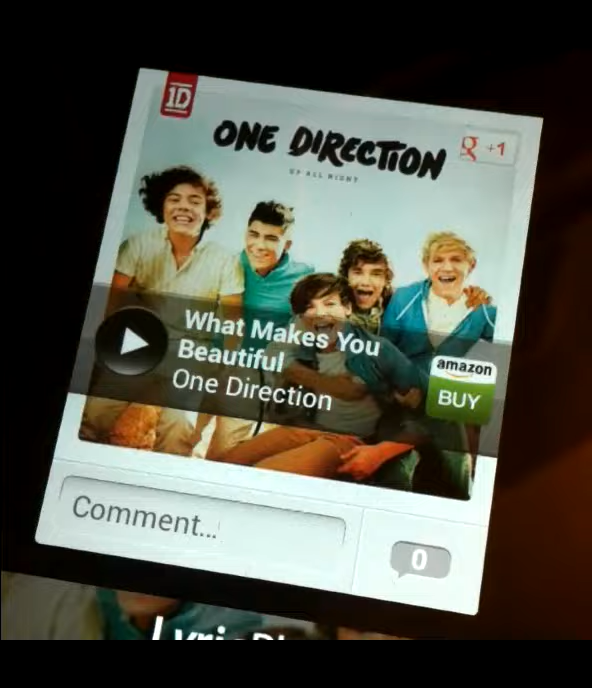 1D
ONE DIRECTION
g +1
UP ALL NIGHT
What Makes You
Beautiful
One Direction
amazon
BUY
Comment...
0